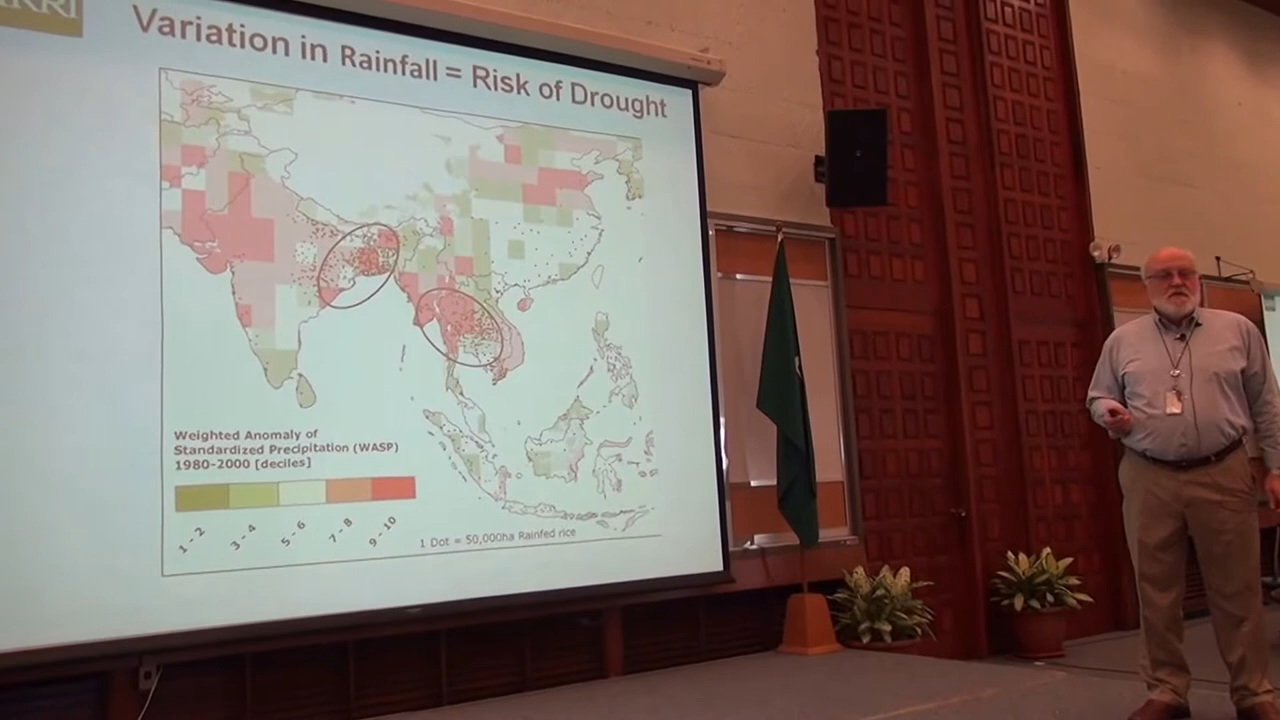 Variation in Rainfall = Risk of Drought
Weighted Anomaly of
Standardized Precipitation (WASP)
1980-2000 [deciles]
1 - 2
3 - 4
5 - 6
7 - 8
9 - 10
1 Dot = 50,000ha Rainfed rice